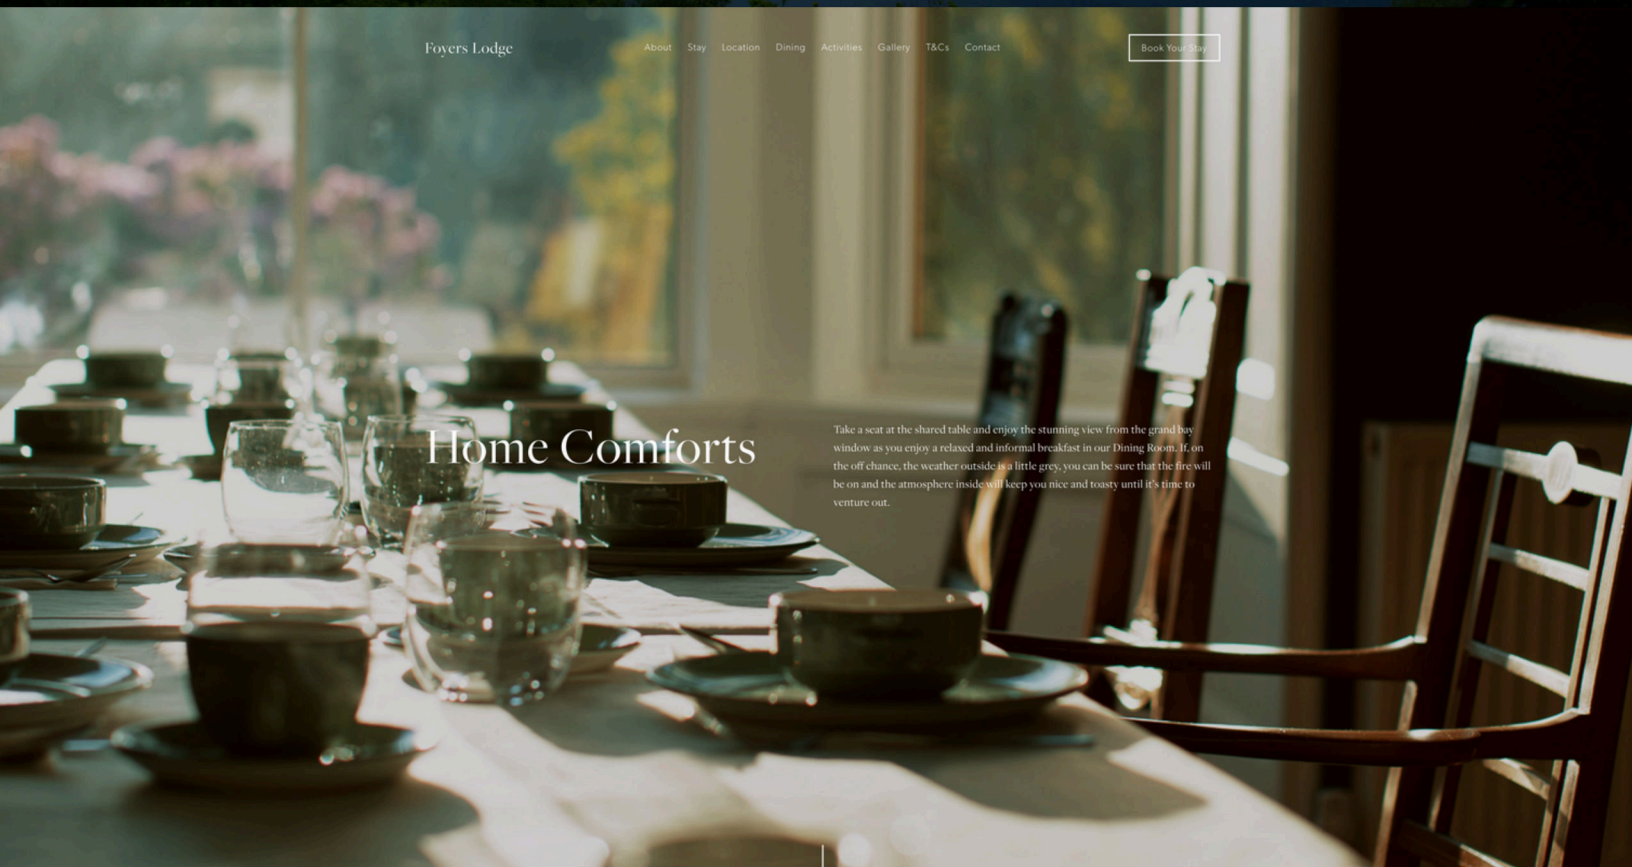 Foyers Lodge
About Stay Location Dining Activities Gallery T&Cs Contact
Book Your Stay
Home Comforts
Take a seat at the shared table and enjoy the stunning view from the grand bay
window as you enjoy a relaxed and informal breakfast in our Dining Room. If, on
the off chance, the weather outside is a little grey, you can be sure that the fire will
be on and the atmosphere inside will keep you nice and toasty until it's time to
venture out.